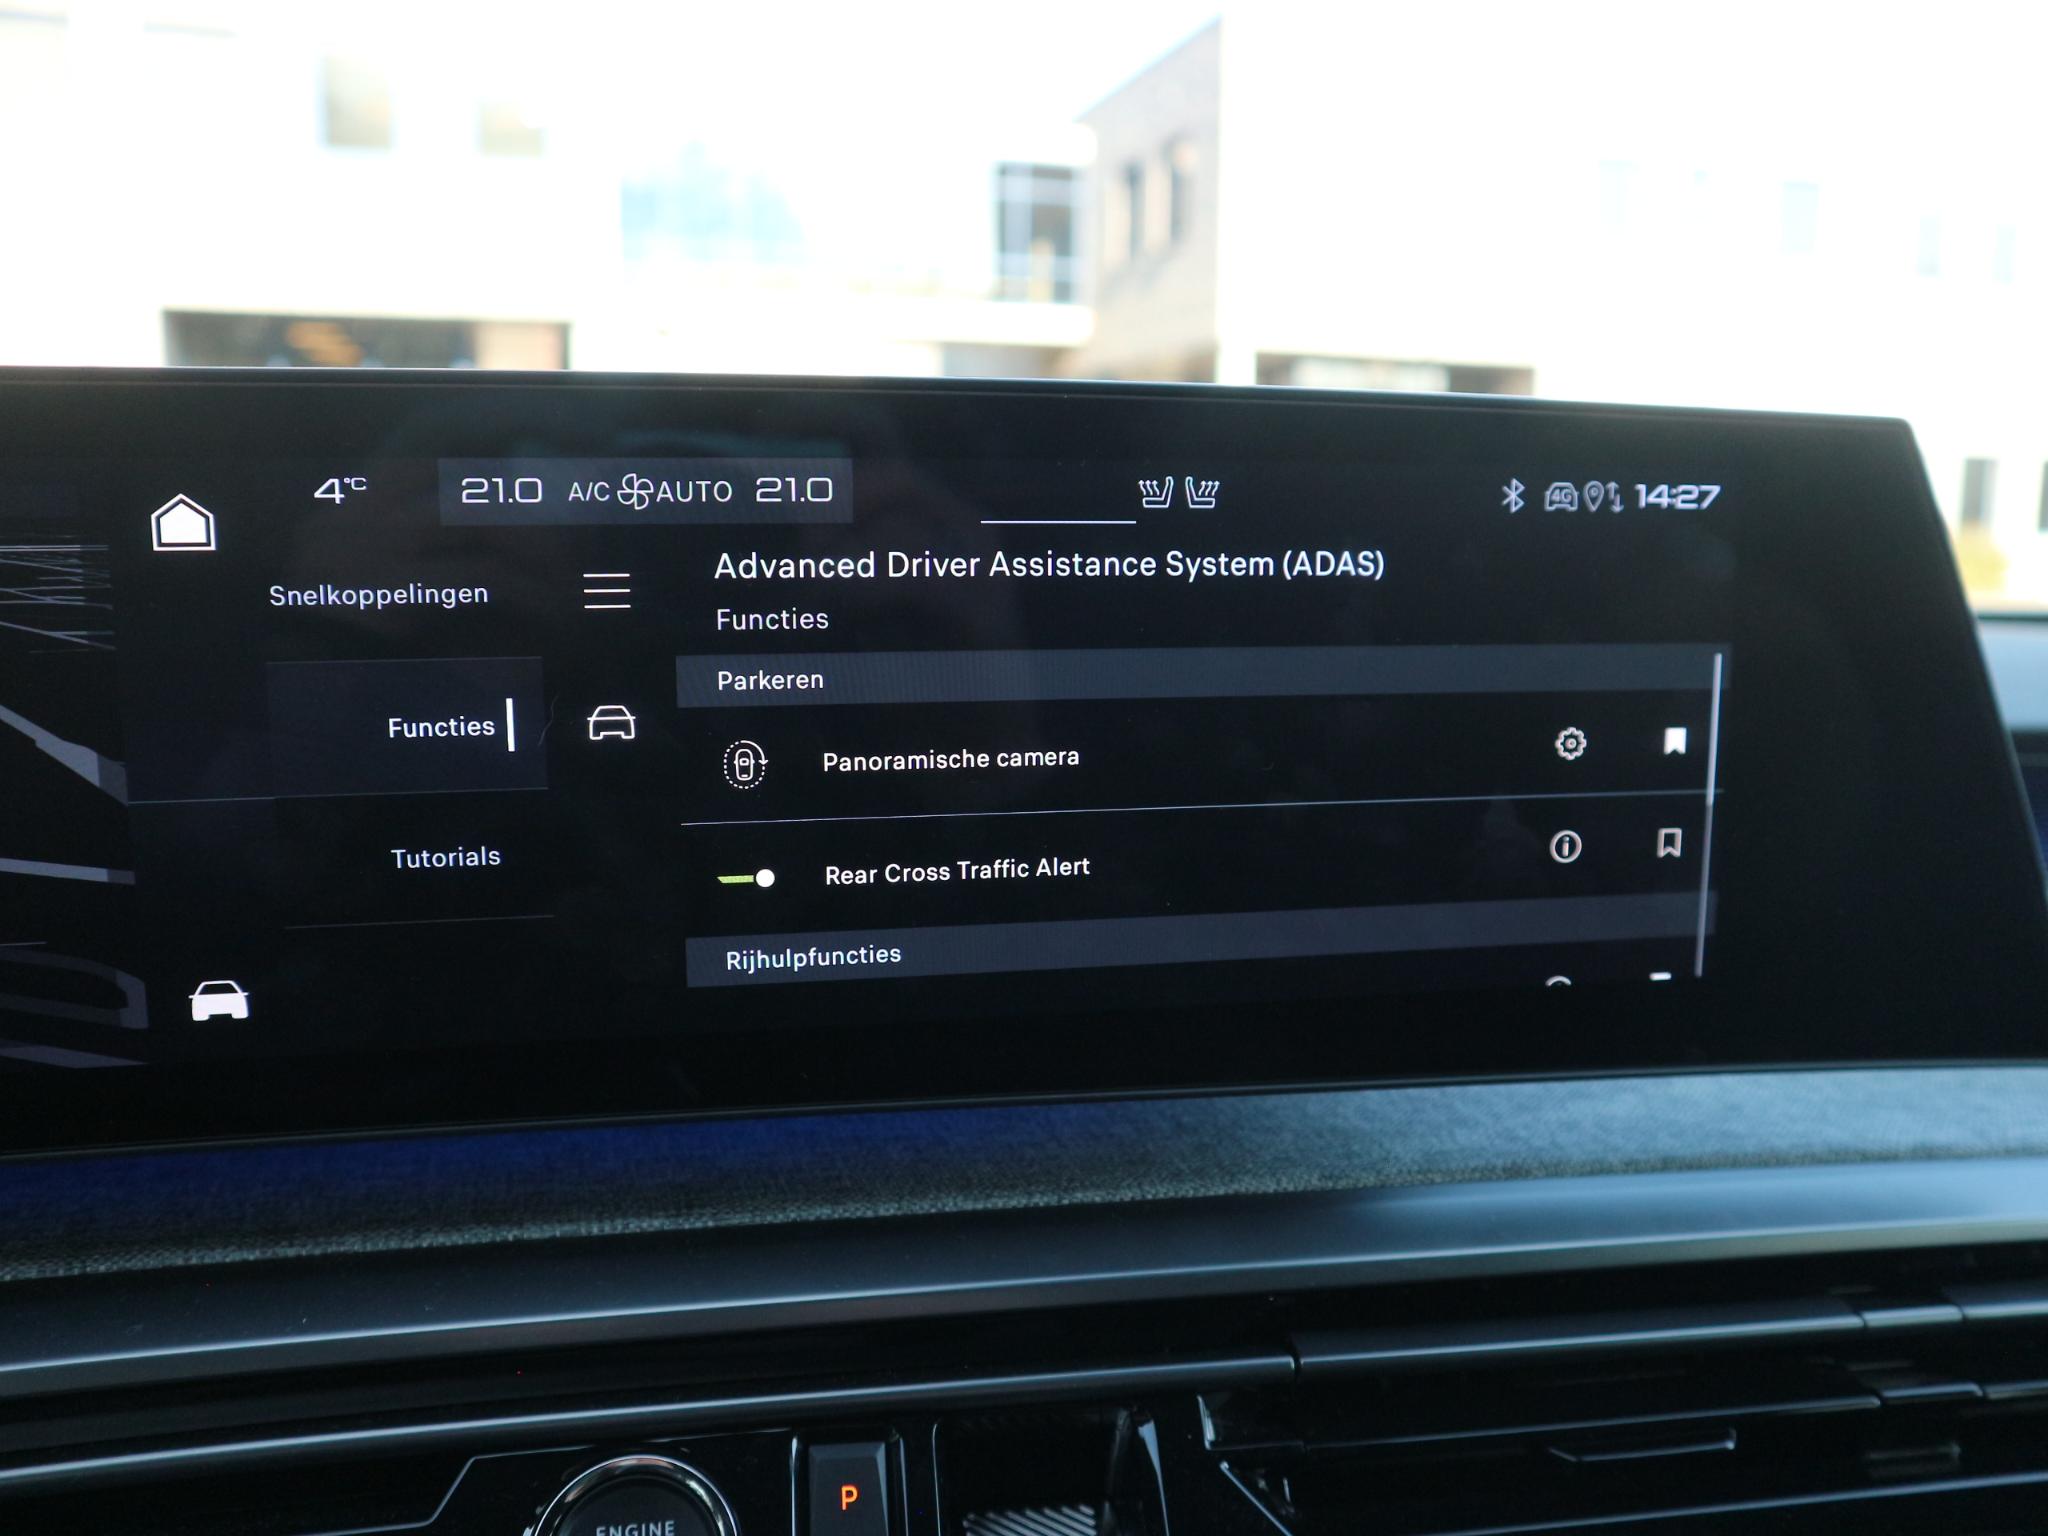 4°C 21.0 A/C AUTO 21.0 4G 14:27
Snelkoppelingen
Functies
Tutorials
Advanced Driver Assistance System (ADAS)
Functies
Parkeren
Panoramische camera
Rear Cross Traffic Alert
Rijhulpfuncties
P
ENGINE